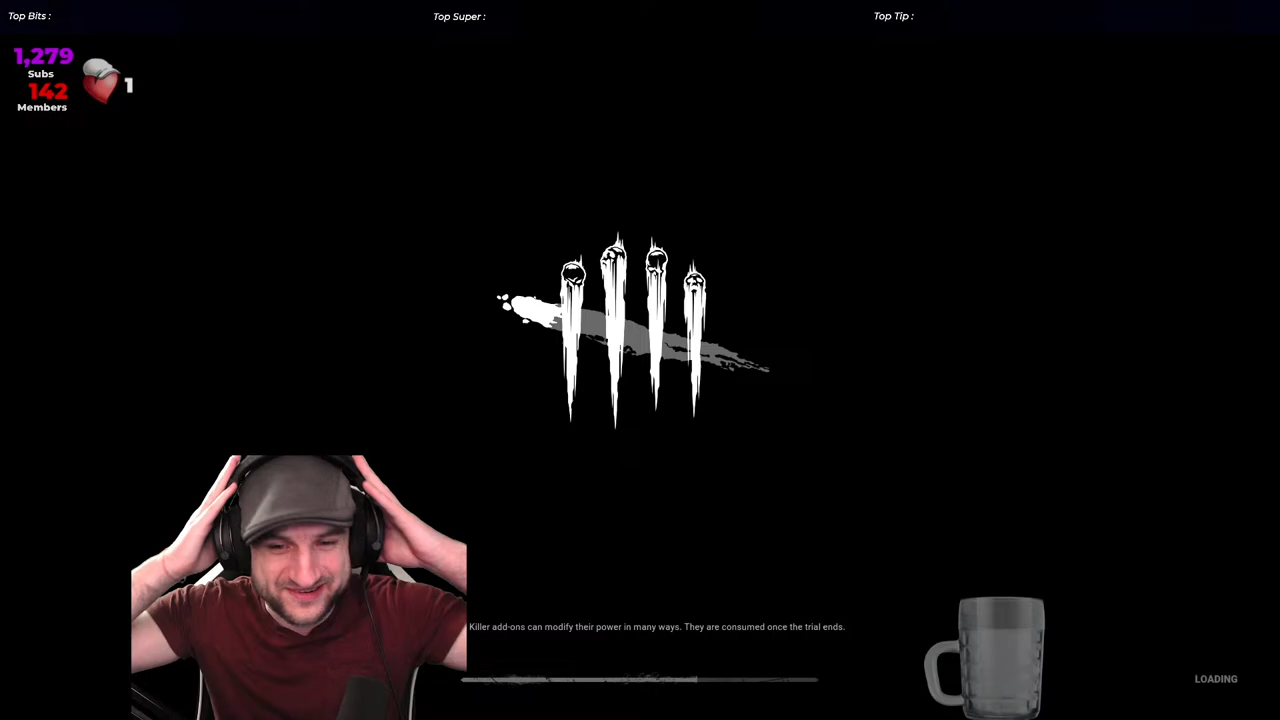 Top Bits :
Top Super :
Top Tip :
1,279
Subs
142
Members
1
Killer add-ons can modify their power in many ways. They are consumed once the trial ends.
LOADING